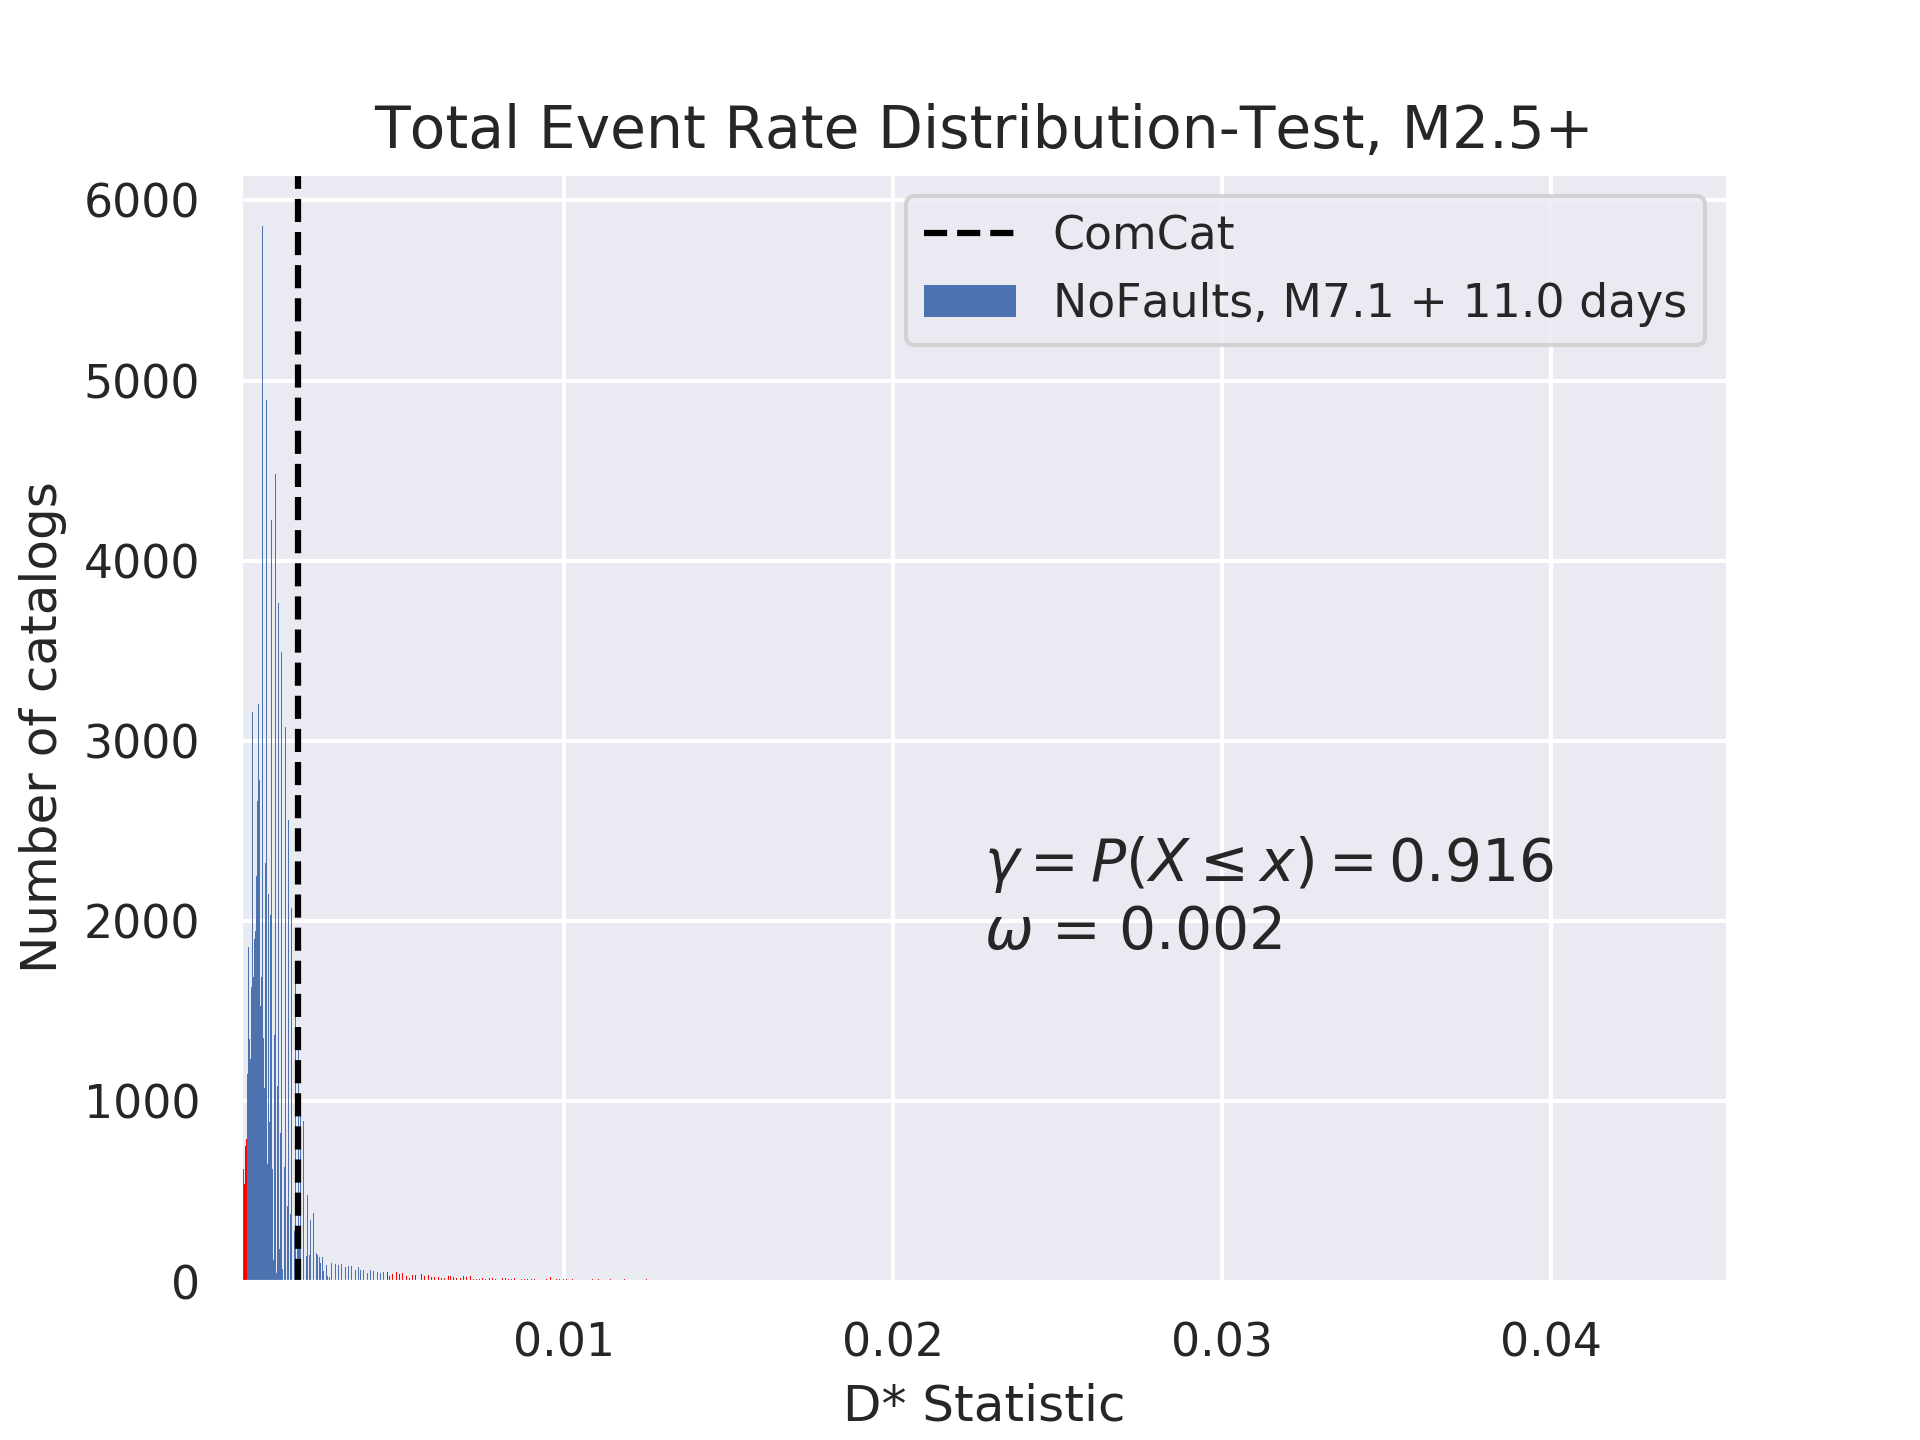 Total Event Rate Distribution-Test, M2.5+
ComCat
NoFaults, M7.1 + 11.0 days
6000
5000
4000
3000
2000
1000
0
Number of catalogs
γ = P(X ≤ x) = 0.916
ω = 0.002
0.01 0.02 0.03 0.04
D* Statistic